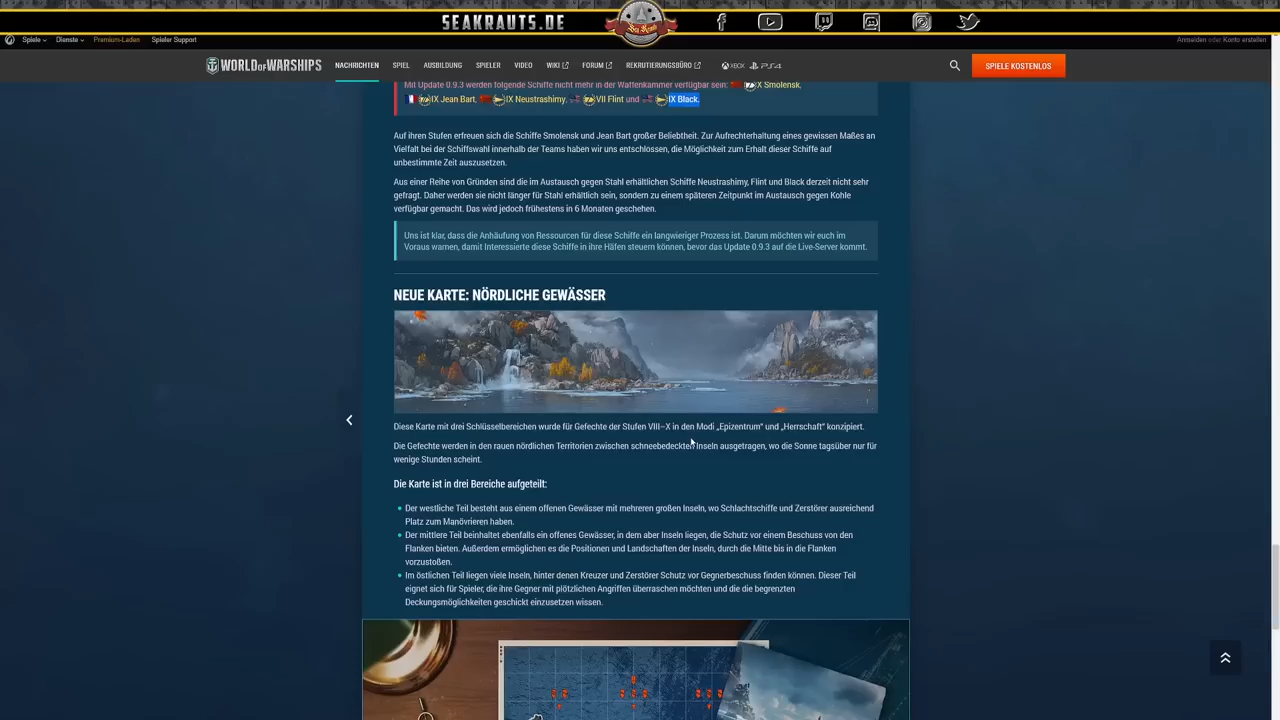 SEAKRAUTS.DE
Spiele Dienste Premium-Laden Spieler Support
Anmelden oder Konto erstellen
WORLD OF WARSHIPS NACHRICHTEN SPIEL AUSBILDUNG SPIELER VIDEO WIKI FORUM REKRUTIERUNGSBÜRO XBOX PS4 SPIELE KOSTENLOS
Mit Update 0.9.3 werden folgende Schiffe nicht mehr in der Waffenkammer verfügbar sein: X Smolensk,
IX Jean Bart, IX Neustrashimy, VII Flint und IX Black.
Auf ihren Stufen erfreuen sich die Schiffe Smolensk und Jean Bart großer Beliebtheit. Zur Aufrechterhaltung eines gewissen Maßes an
Vielfalt bei der Schiffswahl innerhalb der Teams haben wir uns entschlossen, die Möglichkeit zum Erhalt dieser Schiffe auf
unbestimmte Zeit auszusetzen.
Aus einer Reihe von Gründen sind die im Austausch gegen Stahl erhältlichen Schiffe Neustrashimy, Flint und Black derzeit nicht sehr
gefragt. Daher werden sie nicht länger für Stahl erhältlich sein, sondern zu einem späteren Zeitpunkt im Austausch gegen Kohle
verfügbar gemacht. Das wird jedoch frühestens in 6 Monaten geschehen.
Uns ist klar, dass die Anhäufung von Ressourcen für diese Schiffe ein langwieriger Prozess ist. Darum möchten wir euch im
Voraus warnen, damit Interessierte diese Schiffe in ihre Häfen steuern können, bevor das Update 0.9.3 auf die Live-Server kommt.
NEUE KARTE: NÖRDLICHE GEWÄSSER
Diese Karte mit drei Schlüsselbereichen wurde für Gefechte der Stufen VIII–X in den Modi „Epizentrum“ und „Herrschaft“ konzipiert.
Die Gefechte werden in den rauen nördlichen Territorien zwischen schneebedeckten Inseln ausgetragen, wo die Sonne tagsüber nur für
wenige Stunden scheint.
Die Karte ist in drei Bereiche aufgeteilt:
Der westliche Teil besteht aus einem offenen Gewässer mit mehreren großen Inseln, wo Schlachtschiffe und Zerstörer ausreichend
Platz zum Manövrieren haben.
Der mittlere Teil beinhaltet ebenfalls ein offenes Gewässer, in dem aber Inseln liegen, die Schutz vor einem Beschuss von den
Flanken bieten. Außerdem ermöglichen es die Positionen und Landschaften der Inseln, durch die Mitte bis in die Flanken
vorzustoßen.
Im östlichen Teil liegen viele Inseln, hinter denen Kreuzer und Zerstörer Schutz vor Gegnerbeschuss finden können. Dieser Teil
eignet sich für Spieler, die ihre Gegner mit plötzlichen Angriffen überraschen möchten und die die begrenzten
Deckungsmöglichkeiten geschickt einzusetzen wissen.